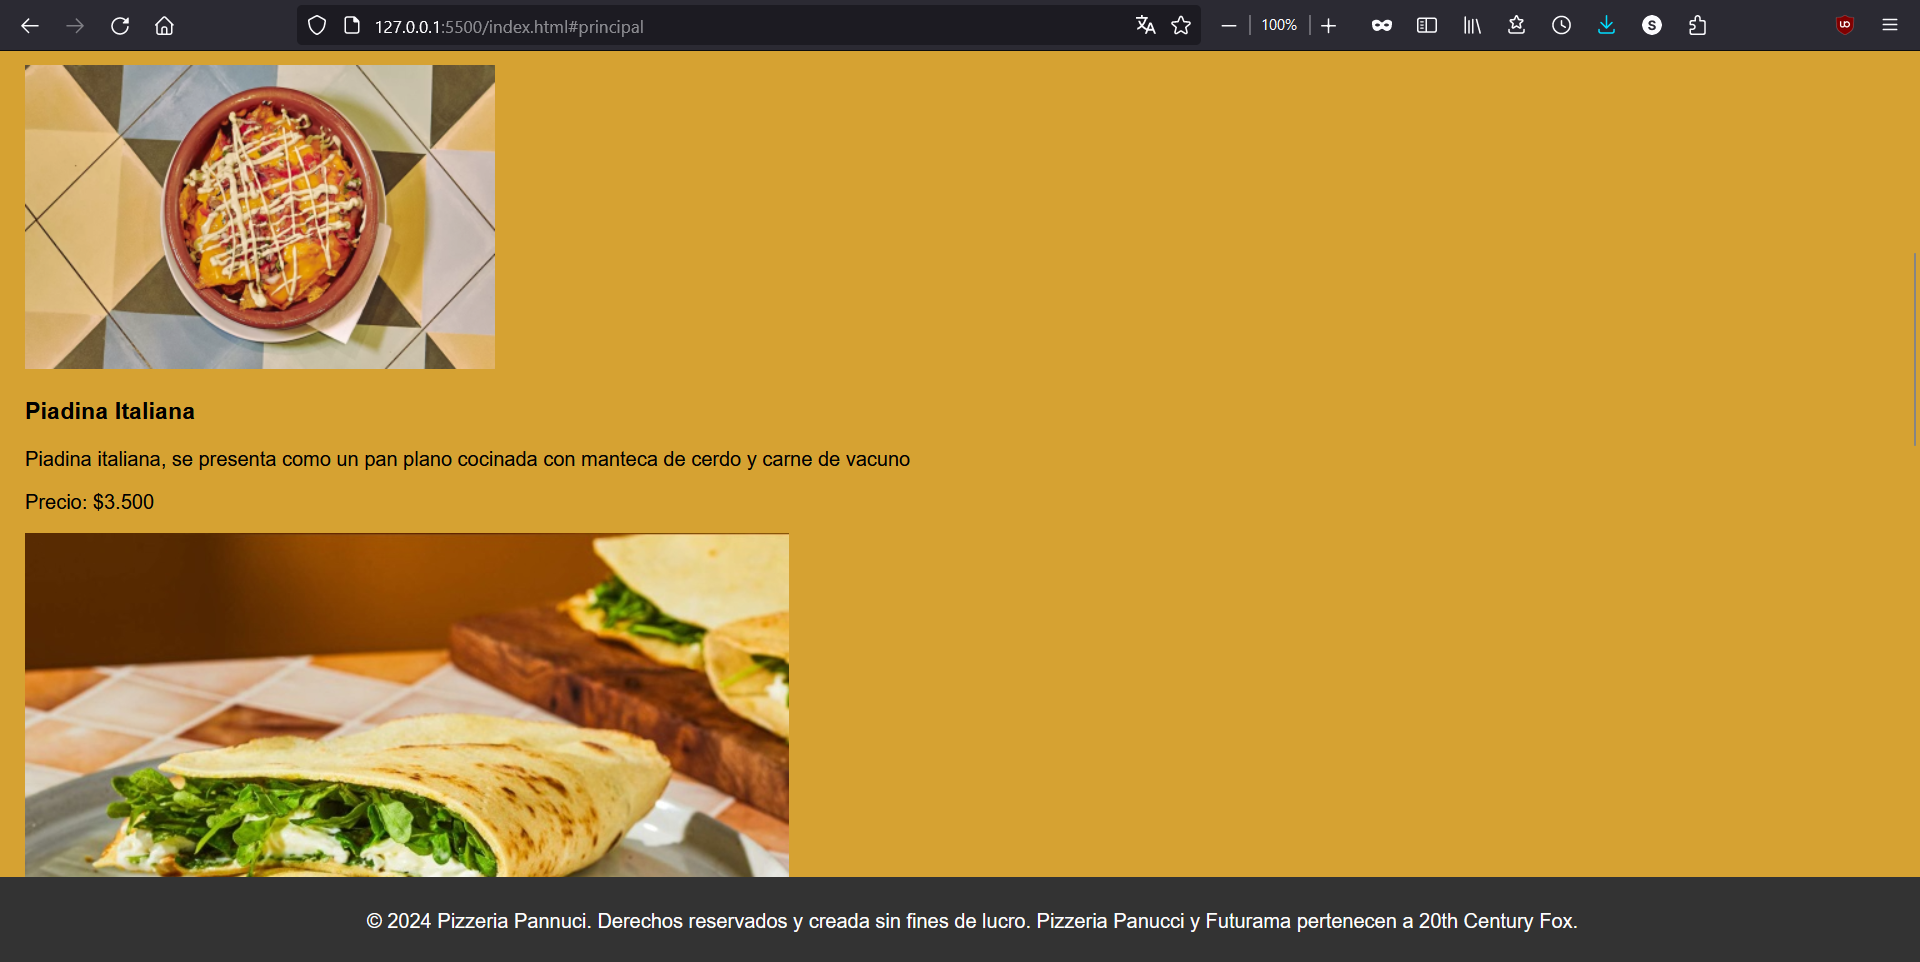 127.0.0.1:5500/index.html#principal
100%
S
Piadina Italiana
Piadina italiana, se presenta como un pan plano cocinada con manteca de cerdo y carne de vacuno
Precio: $3.500
© 2024 Pizzeria Pannuci. Derechos reservados y creada sin fines de lucro. Pizzeria Panucci y Futurama pertenecen a 20th Century Fox.